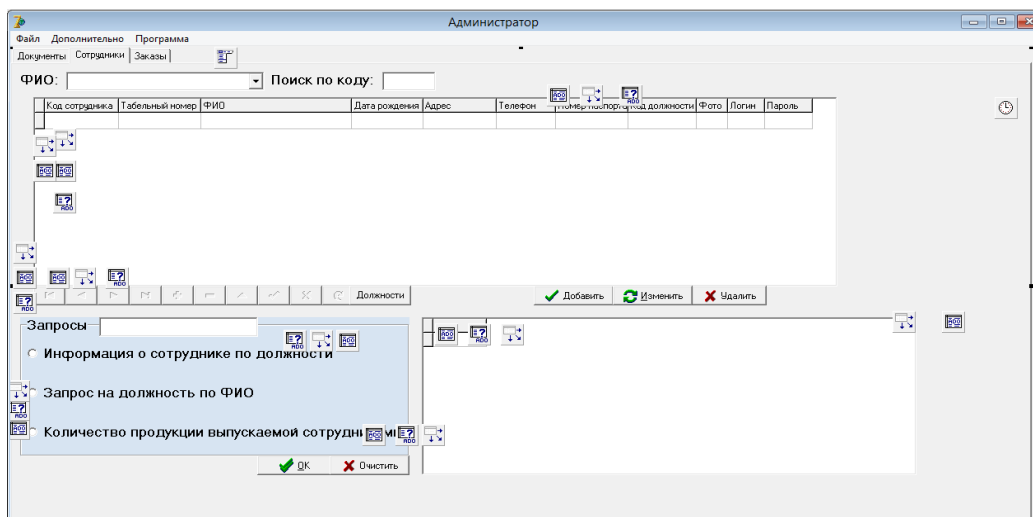 Администратор
Файл Дополнительно Программа
Документы Сотрудники Заказы
ФИО: Поиск по коду:
Код сотрудника Табельный номер ФИО Дата рождения Адрес Телефон Номер паспорта Код должности Фото Логин Пароль
Должности Добавить Изменить Удалить
Запросы
Информация о сотруднике по должности
Запрос на должность по ФИО
Количество продукции выпускаемой
OK Очистить